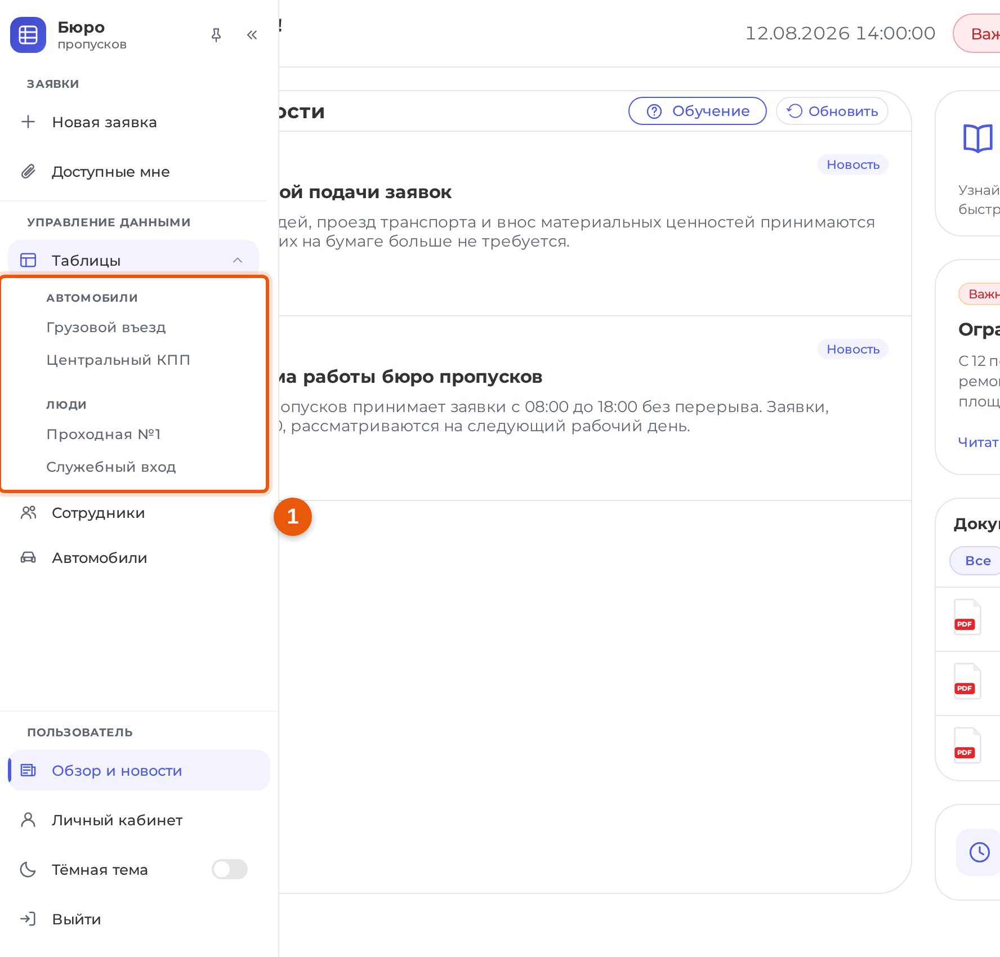 Бюро
пропусков
ЗАЯВКИ
Новая заявка
Доступные мне
УПРАВЛЕНИЕ ДАННЫМИ
Таблицы
АВТОМОБИЛИ
Грузовой въезд
Центральный КПП
ЛЮДИ
Проходная №1
Служебный вход
Сотрудники
Автомобили
1
ПОЛЬЗОВАТЕЛЬ
Обзор и новости
Личный кабинет
Тёмная тема
Выйти
!
12.08.2026 14:00:00
Важ
ости
Обучение
Обновить
Новость
ой подачи заявок
дей, проезд транспорта и внос материальных ценностей принимаются
их на бумаге больше не требуется.
Новость
ма работы бюро пропусков
опусков принимает заявки с 08:00 до 18:00 без перерыва. Заявки,
), рассматриваются на следующий рабочий день.
Узнай
быстр
Важн
Огра
С 12 п
ремо
площ
Читат
Доку
Все
PDF
PDF
PDF